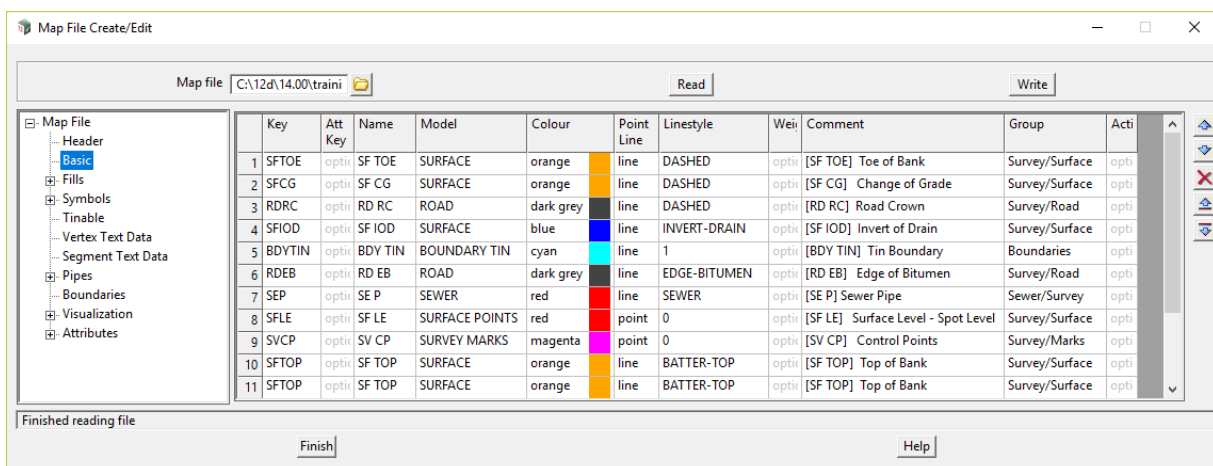 Map File Create/Edit
Map file C:\12d\14.00\traini Read Write
Map File
Header
Basic
Fills
Symbols
Tinable
Vertex Text Data
Segment Text Data
Pipes
Boundaries
Visualization
Attributes
Key Att Key Name Model Colour Point Line Linestyle Wei Comment Group Acti
1 SFTOE optic SF TOE SURFACE orange line DASHED optic [SF TOE] Toe of Bank Survey/Surface opti
2 SFCG optic SF CG SURFACE orange line DASHED optic [SF CG] Change of Grade Survey/Surface opti
3 RDRC optic RD RC ROAD dark grey line DASHED optic [RD RC] Road Crown Survey/Road opti
4 SFIOD optic SF IOD SURFACE blue line INVERT-DRAIN optic [SF IOD] Invert of Drain Survey/Surface opti
5 BDYTIN optic BDY TIN BOUNDARY TIN cyan line 1 optic [BDY TIN] Tin Boundary Boundaries opti
6 RDEB optic RD EB ROAD dark grey line EDGE-BITUMEN optic [RD EB] Edge of Bitumen Survey/Road opti
7 SEP optic SE P SEWER red line SEWER optic [SE P] Sewer Pipe Sewer/Survey opti
8 SFLE optic SF LE SURFACE POINTS red point 0 optic [SF LE] Surface Level - Spot Level Survey/Surface opti
9 SVCP optic SV CP SURVEY MARKS magenta point 0 optic [SV CP] Control Points Survey/Marks opti
10 SFTOP optic SF TOP SURFACE orange line BATTER-TOP optic [SF TOP] Top of Bank Survey/Surface opti
11 SFTOP optic SF TOP SURFACE orange line BATTER-TOP optic [SF TOP] Top of Bank Survey/Surface opti
Finished reading file
Finish Help